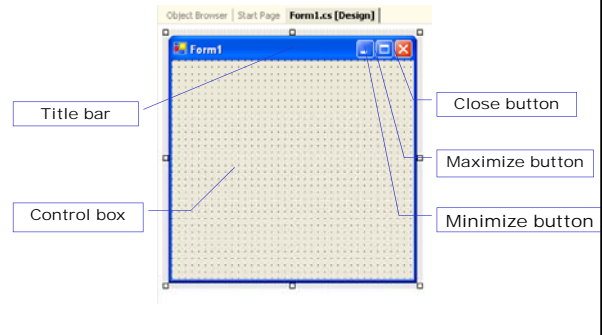 Object Browser | Start Page | Form1.cs [Design]
Form1
Title bar
Close button
Maximize button
Control box
Minimize button